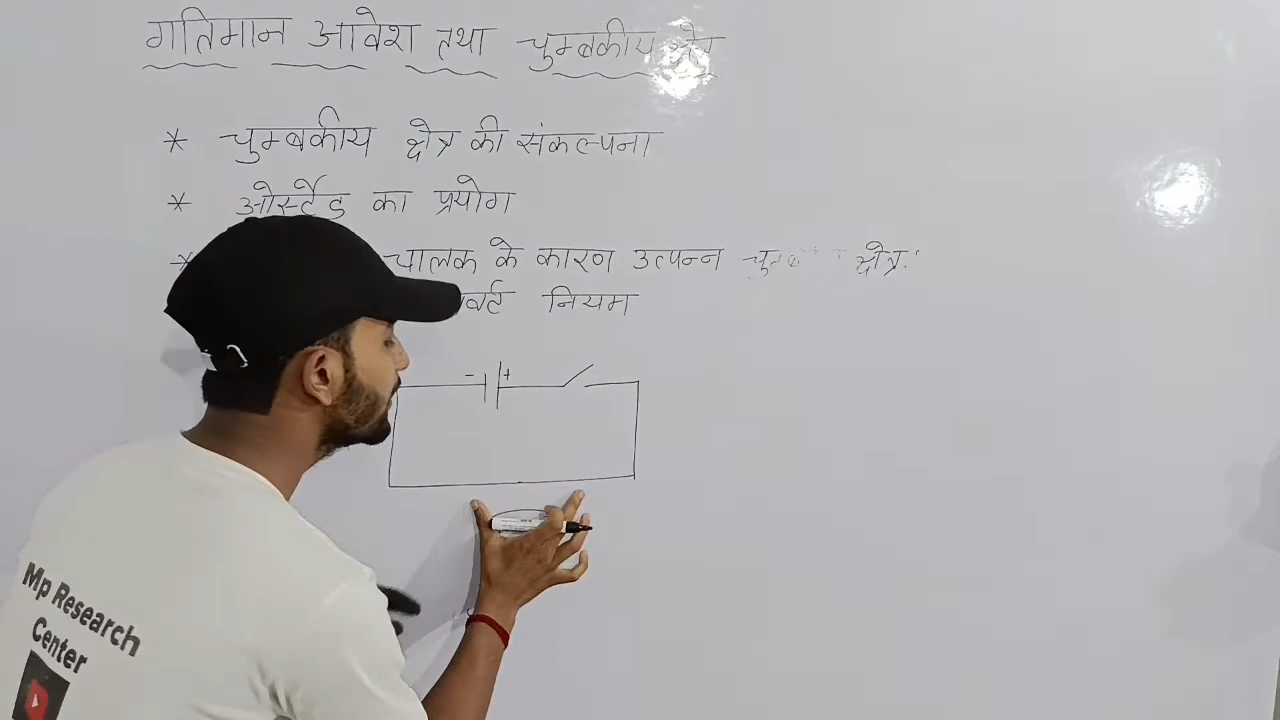 गतिमान आवेश तथा चुम्बकीय क्षेत्र
* चुम्बकीय क्षेत्र की संकल्पना
* ओर्स्टेड का प्रयोग
* चालक के कारण उत्पन्न क्षेत्र
नियम
- +
Mp Research
Center